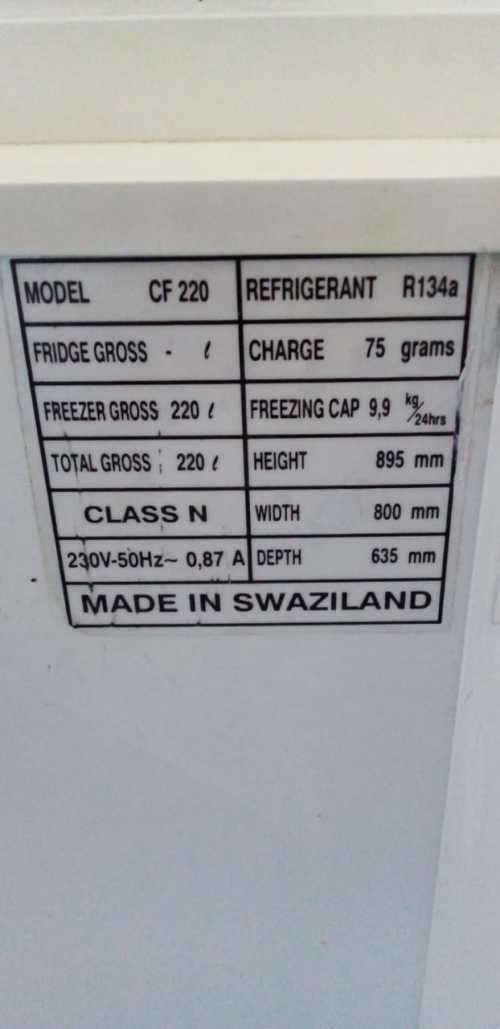 MODEL CF 220 REFRIGERANT R134a
FRIDGE GROSS - ℓ CHARGE 75 grams
FREEZER GROSS 220 ℓ FREEZING CAP 9,9 kg/24hrs
TOTAL GROSS 220 ℓ HEIGHT 895 mm
CLASS N WIDTH 800 mm
230V-50Hz~ 0,87 A DEPTH 635 mm
MADE IN SWAZILAND